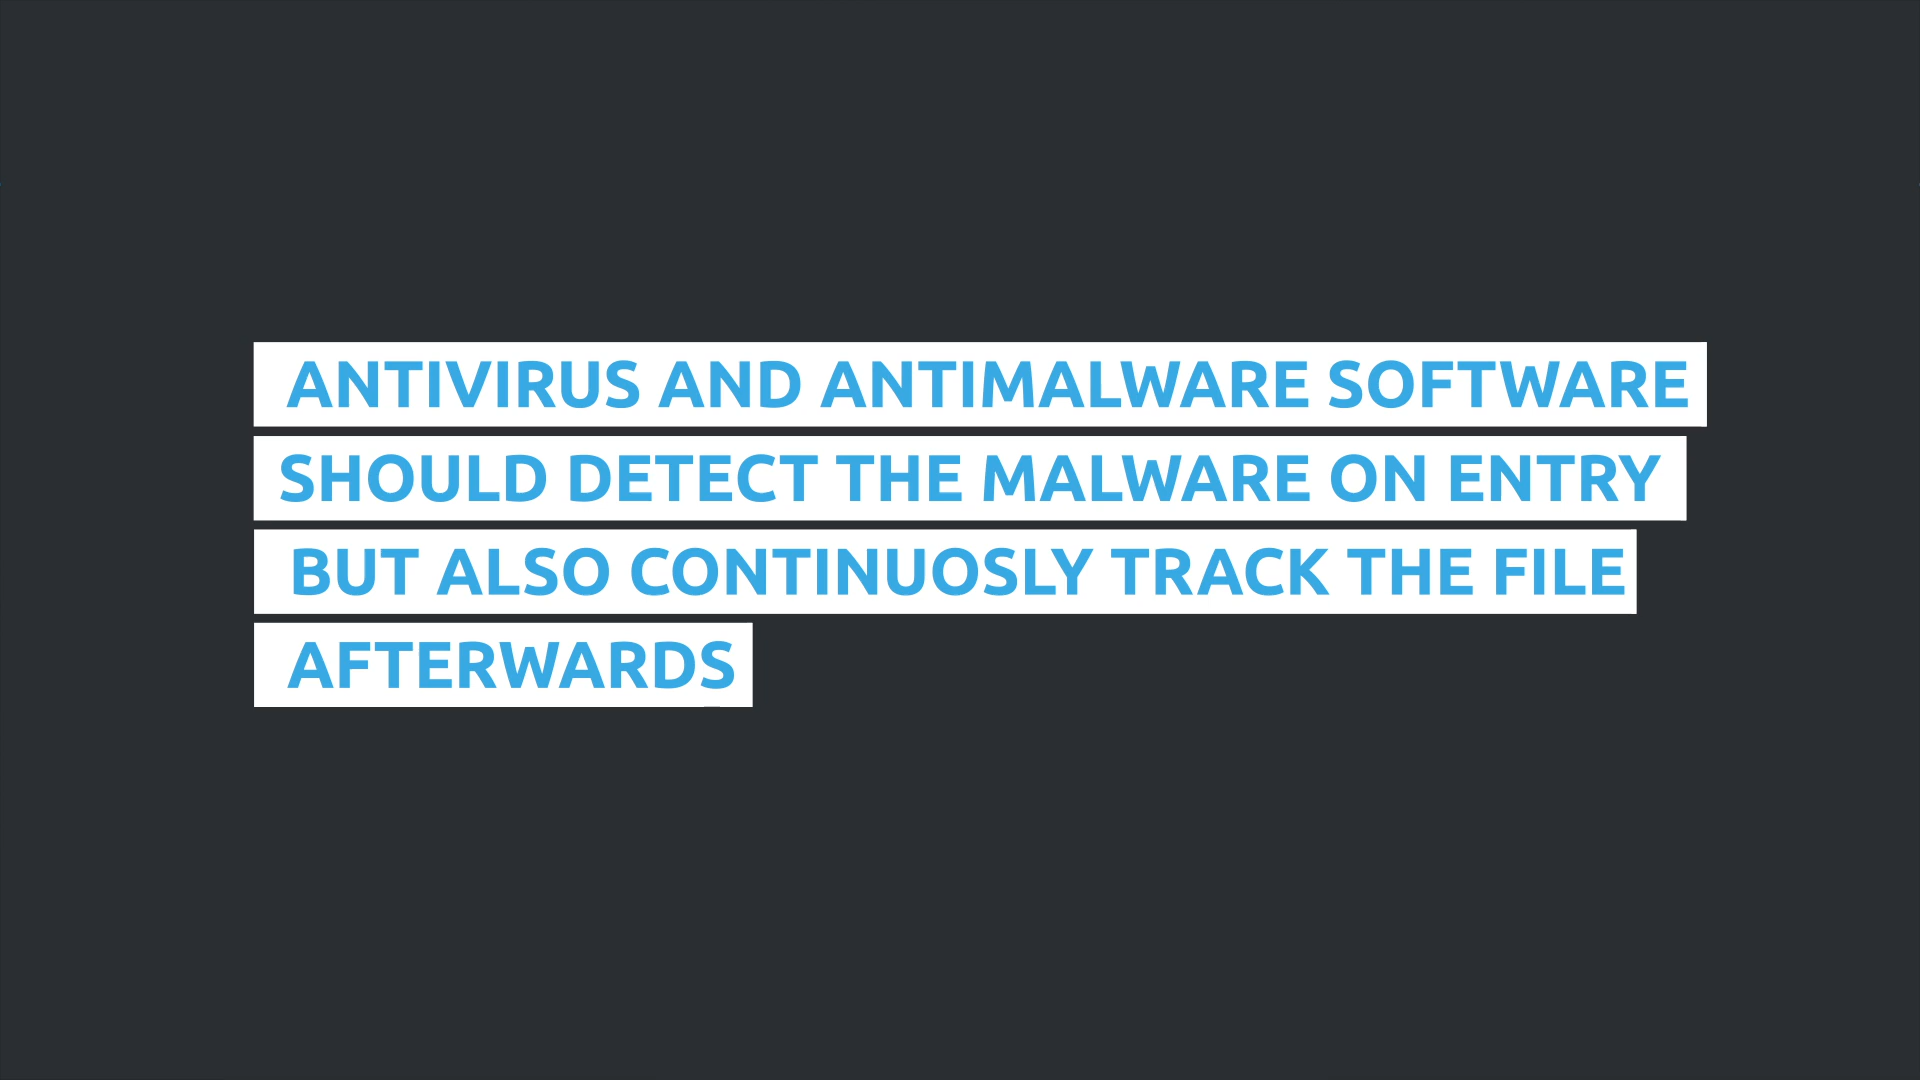 ANTIVIRUS AND ANTIMALWARE SOFTWARE
SHOULD DETECT THE MALWARE ON ENTRY
BUT ALSO CONTINUOSLY TRACK THE FILE
AFTERWARDS